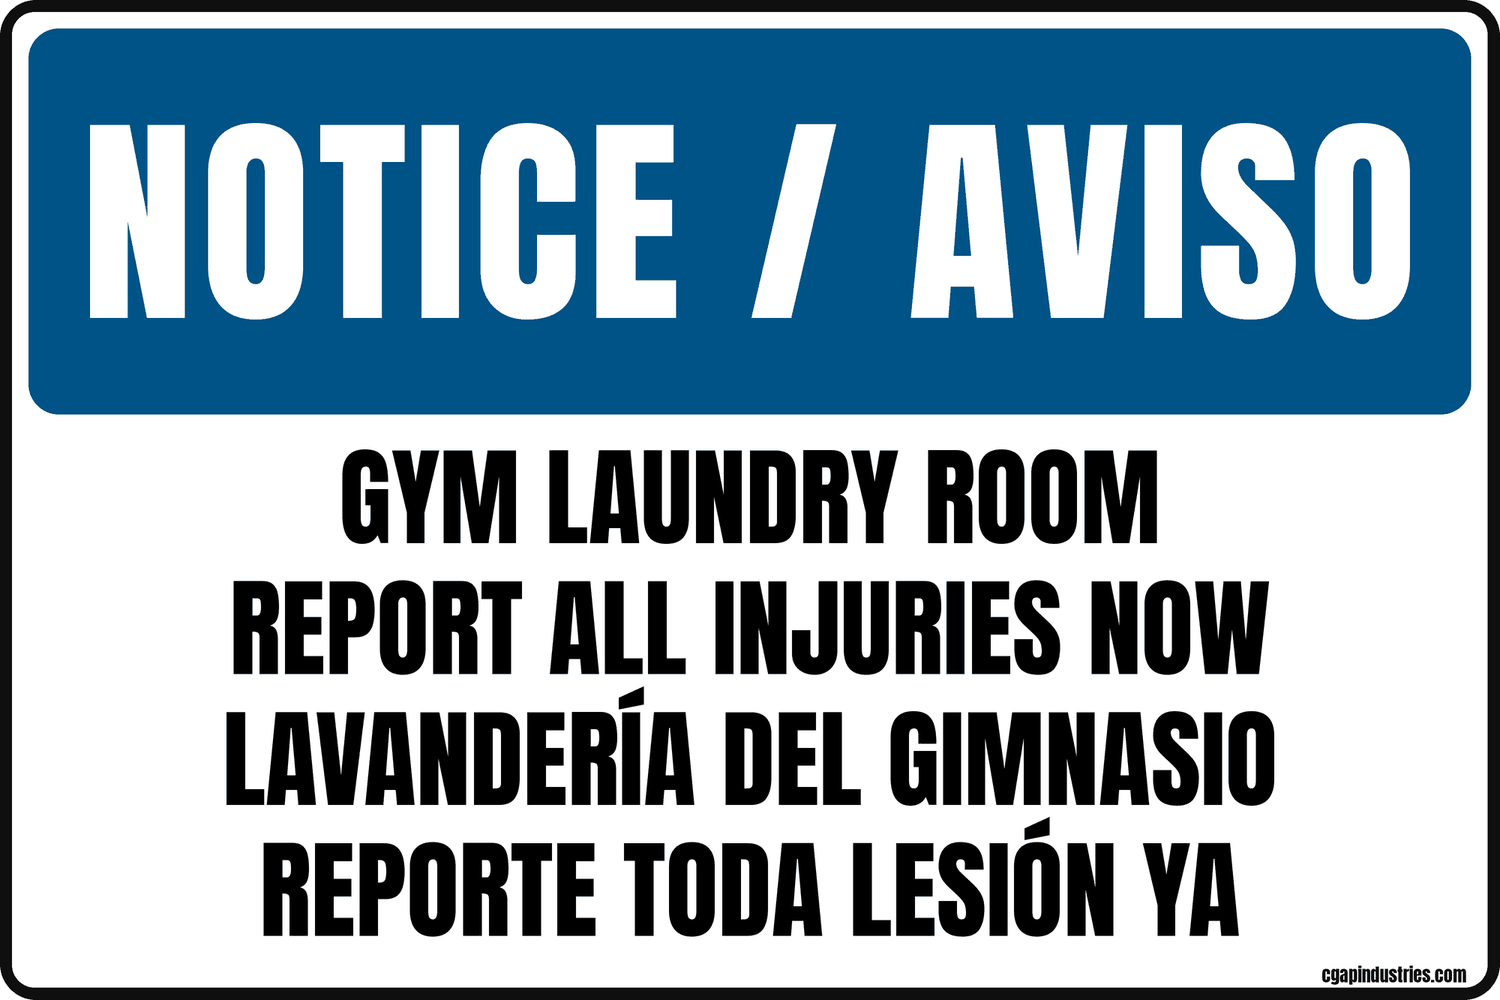 NOTICE / AVISO
GYM LAUNDRY ROOM
REPORT ALL INJURIES NOW
LAVANDERÍA DEL GIMNASIO
REPORTE TODA LESIÓN YA
cgapindustries.com